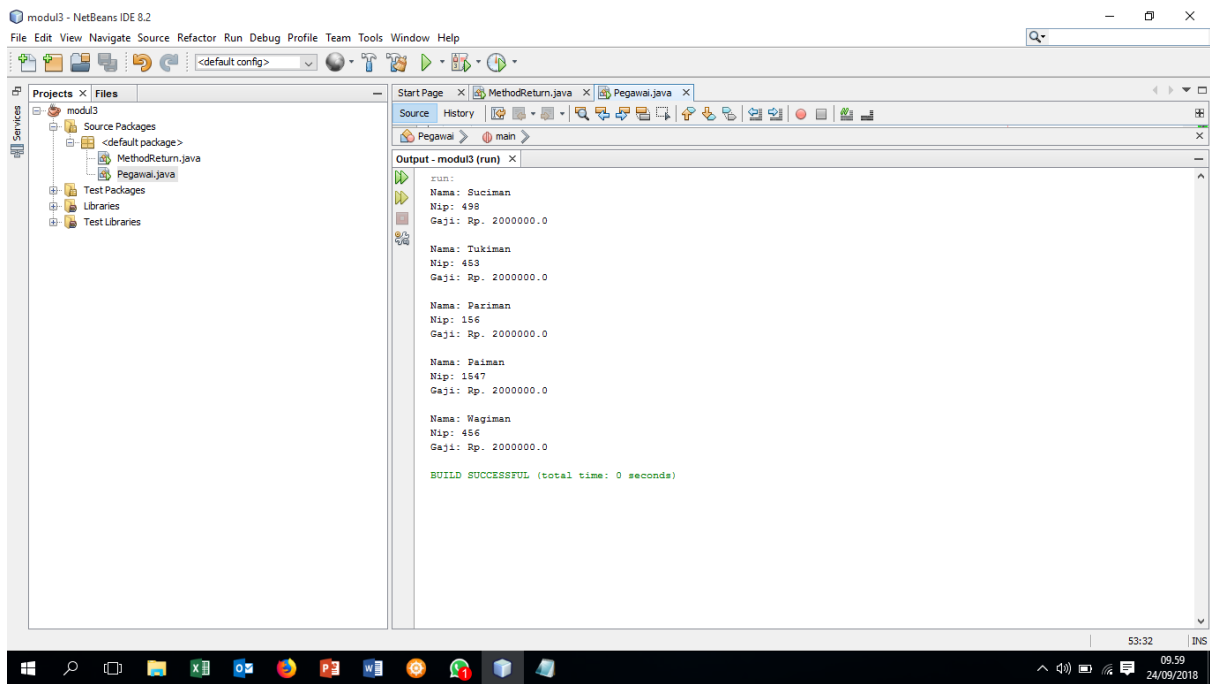 modul3 - NetBeans IDE 8.2
File Edit View Navigate Source Refactor Run Debug Profile Team Tools Window Help
<default config>
Projects Files
Start Page MethodReturn.java Pegawai.java
Services
modul3
Source Packages
<default package>
MethodReturn.java
Pegawai.java
Test Packages
Libraries
Test Libraries
Source History
Pegawai main
Output - modul3 (run)
run:
Nama: Suciman
Nip: 498
Gaji: Rp. 2000000.0
Nama: Tukiman
Nip: 453
Gaji: Rp. 2000000.0
Nama: Pariman
Nip: 156
Gaji: Rp. 2000000.0
Nama: Paiman
Nip: 1547
Gaji: Rp. 2000000.0
Nama: Wagiman
Nip: 456
Gaji: Rp. 2000000.0
BUILD SUCCESSFUL (total time: 0 seconds)
53:32 INS
09.59
24/09/2018